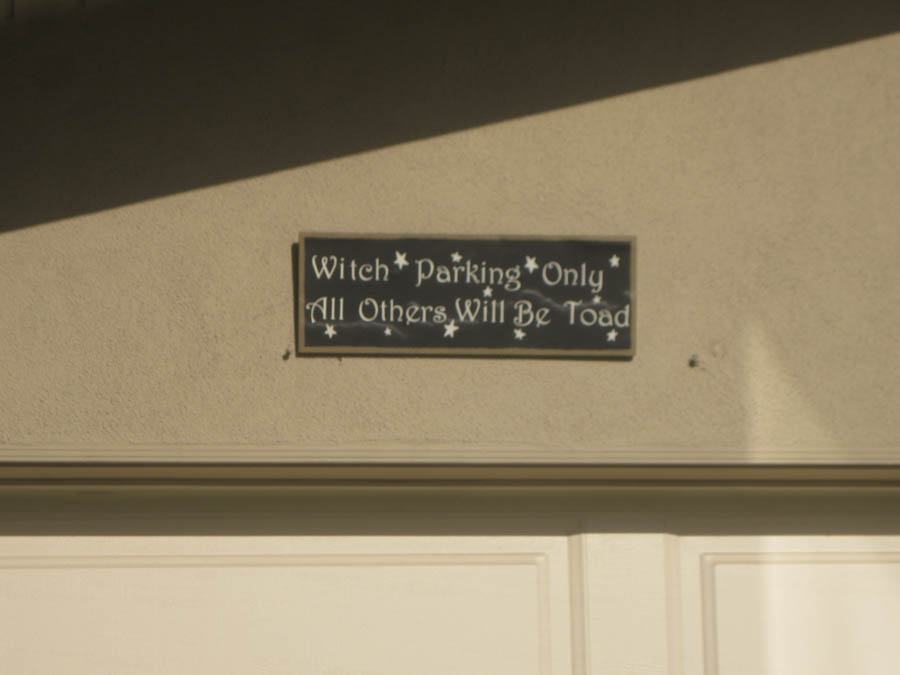 Witch Parking Only
All Others Will Be Toad